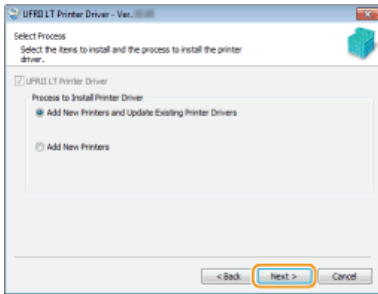 UFRII LT Printer Driver - Ver.
Select Process
Select the items to install and the process to install the printer
driver.
UFRII LT Printer Driver
Process to Install Printer Driver
Add New Printers and Update Existing Printer Drivers
Add New Printers
< Back
Next >
Cancel